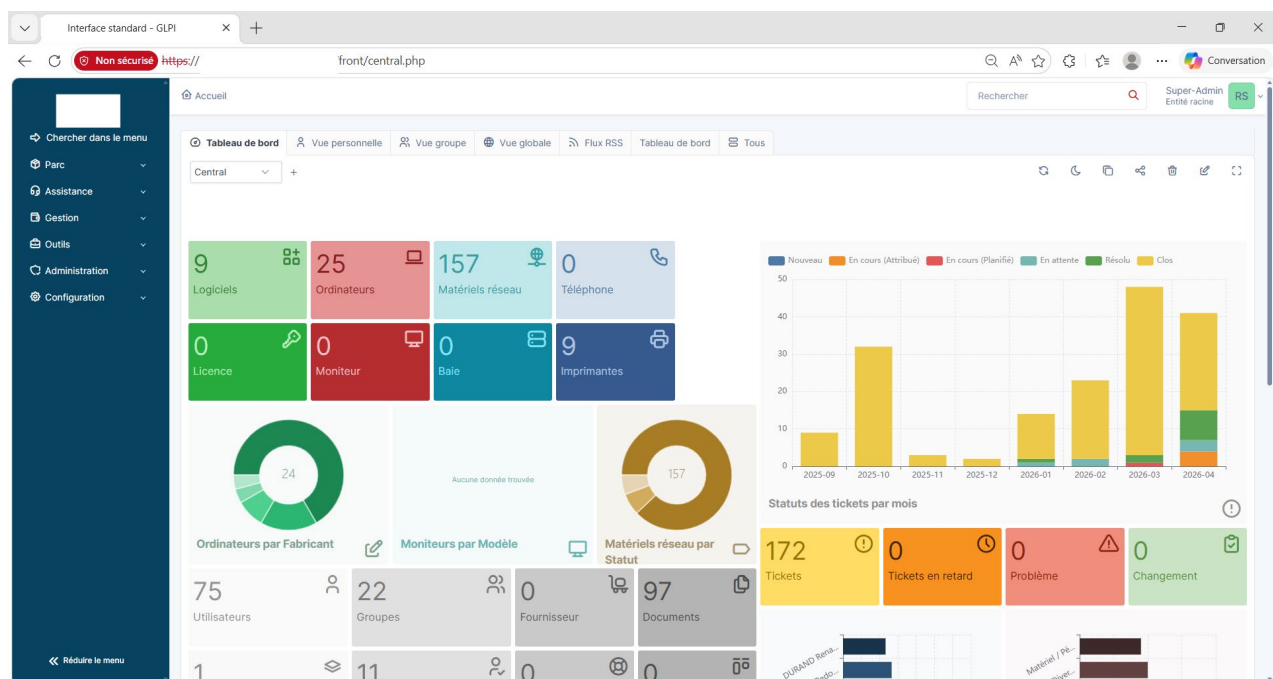 Interface standard - GLPI
Non sécurisé https:// front/central.php
Conversation
Accueil
Rechercher
Super-Admin
Entité racine
RS
Chercher dans le menu
Parc
Assistance
Gestion
Outils
Administration
Configuration
Réduire le menu
Tableau de bord Vue personnelle Vue groupe Vue globale Flux RSS Tableau de bord Tous
Central
9
Logiciels
25
Ordinateurs
157
Matériels réseau
0
Téléphone
0
Licence
0
Moniteur
0
Baie
9
Imprimantes
24
Ordinateurs par Fabricant
Aucune donnée trouvée
Moniteurs par Modèle
157
Matériels réseau par
Statut
75
Utilisateurs
22
Groupes
0
Fournisseur
97
Documents
1
11
0
0
Nouveau En cours (Attribué) En cours (Planifié) En attente Résolu Clos
50
40
30
20
10
0
2025-09 2025-10 2025-11 2025-12 2026-01 2026-02 2026-03 2026-04
Statuts des tickets par mois
172
Tickets
0
Tickets en retard
0
Problème
0
Changement
DURAND Rena...
Matériel / Pé...